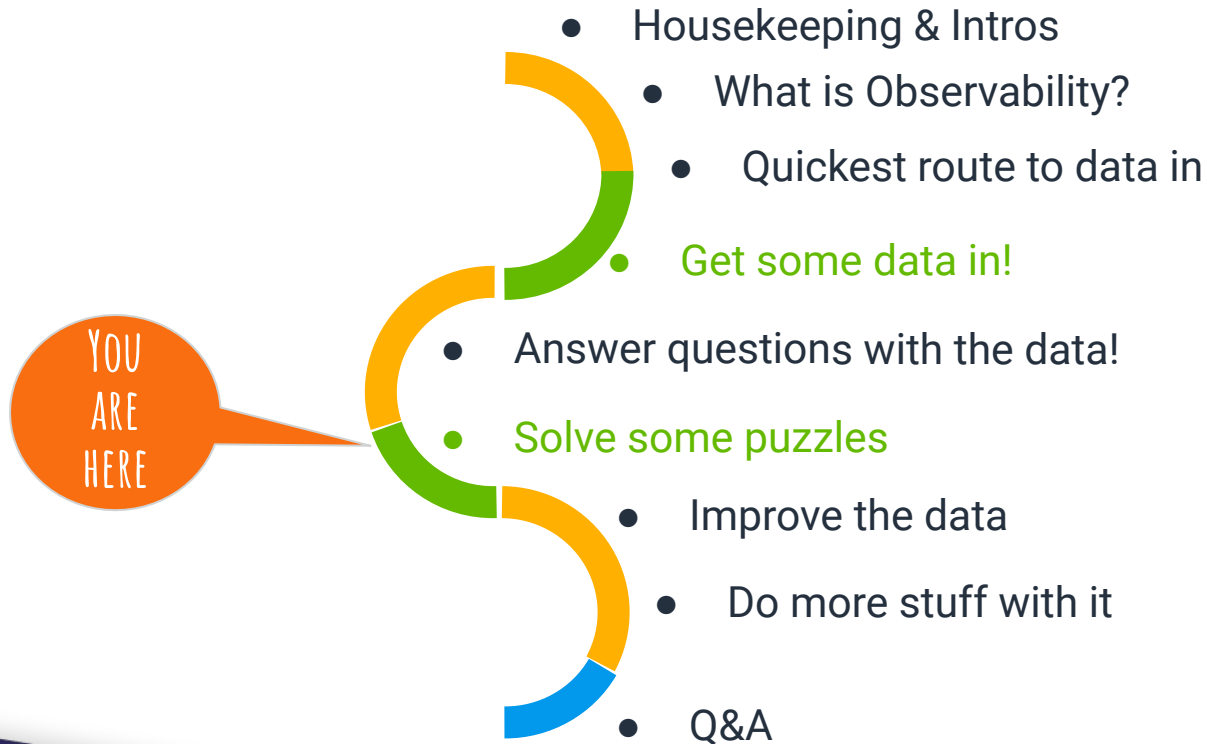 Housekeeping & Intros
What is Observability?
Quickest route to data in
Get some data in!
YOU
ARE
HERE
Answer questions with the data!
Solve some puzzles
Improve the data
Do more stuff with it
Q&A